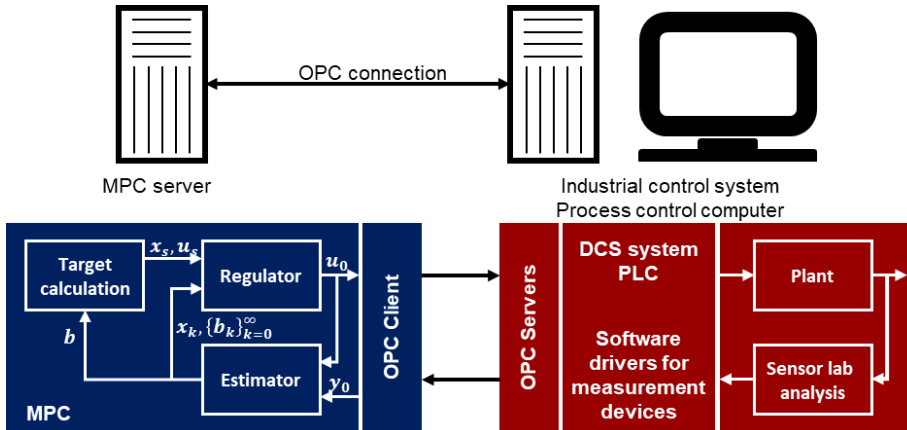 OPC connection
MPC server
Industrial control system
Process control computer
Target
calculation
x_s, u_s
Regulator
u_0
b
x_k, {b_k}_{k=0}^∞
Estimator
y_0
MPC
OPC Client
OPC Servers
DCS system
PLC
Software
drivers for
measurement
devices
Plant
Sensor lab
analysis